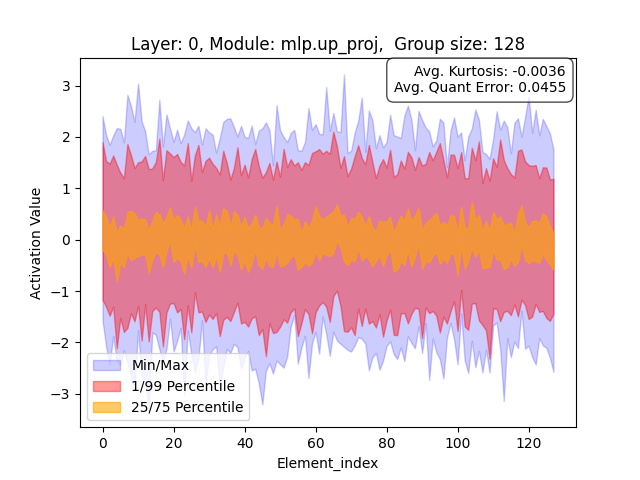 Layer: 0, Module: mlp.up_proj,  Group size: 128
Avg. Kurtosis: -0.0036
Avg. Quant Error: 0.0455
Activation Value
3
2
1
0
−1
−2
−3
Min/Max
1/99 Percentile
25/75 Percentile
0 20 40 60 80 100 120
Element_index